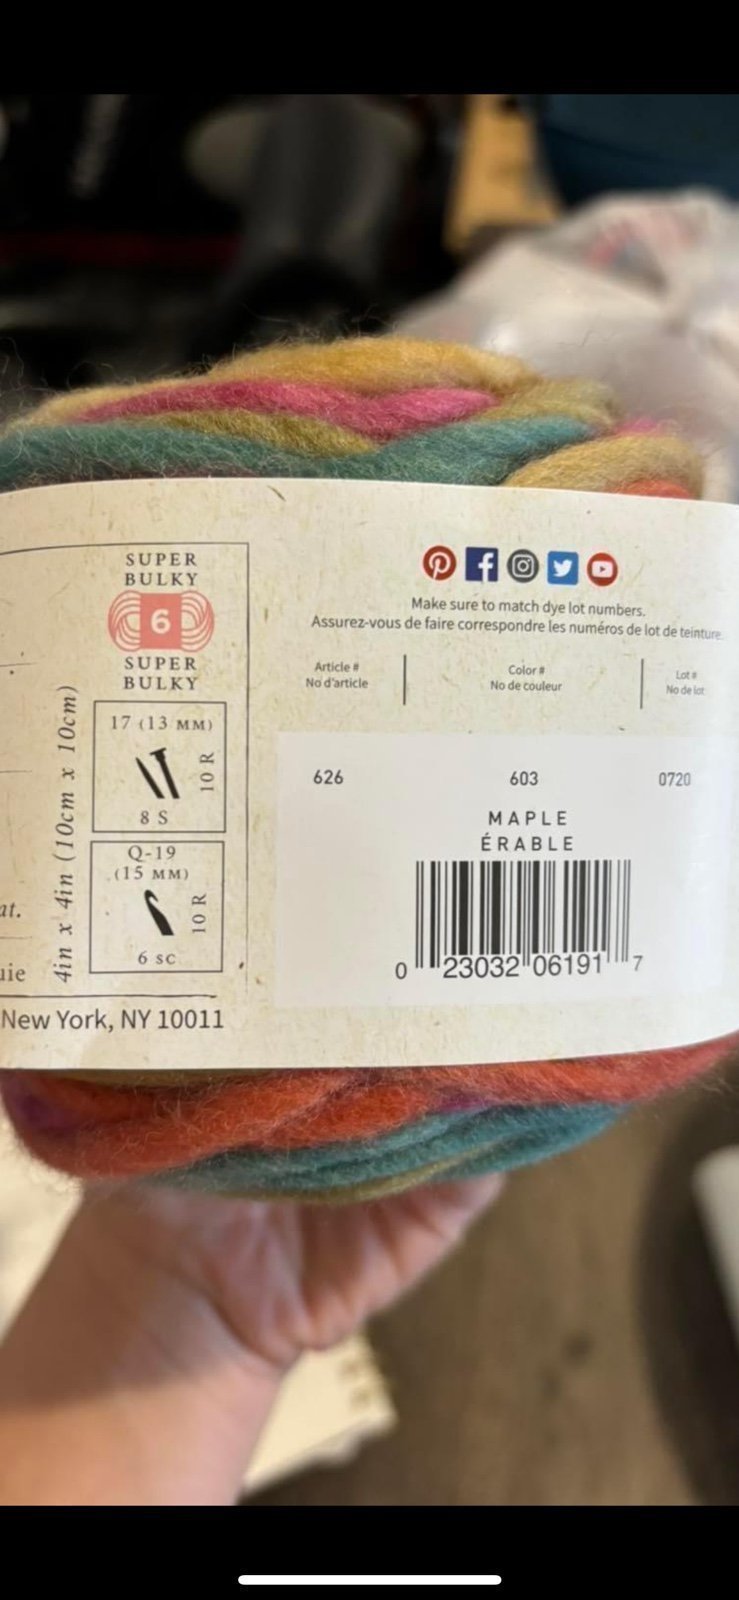 SUPER
BULKY
6
SUPER
BULKY
4in x 4in (10cm x 10cm)
17 (13 MM)
10 R
8 S
Q-19
(15 MM)
10 R
6 sc
at.
uie
New York, NY 10011
Make sure to match dye lot numbers.
Assurez-vous de faire correspondre les numéros de lot de teinture.
Article #
No d'article
Color #
No de couleur
Lot #
No de lot
626
603
0720
MAPLE
ÉRABLE
0 23032 06191 7